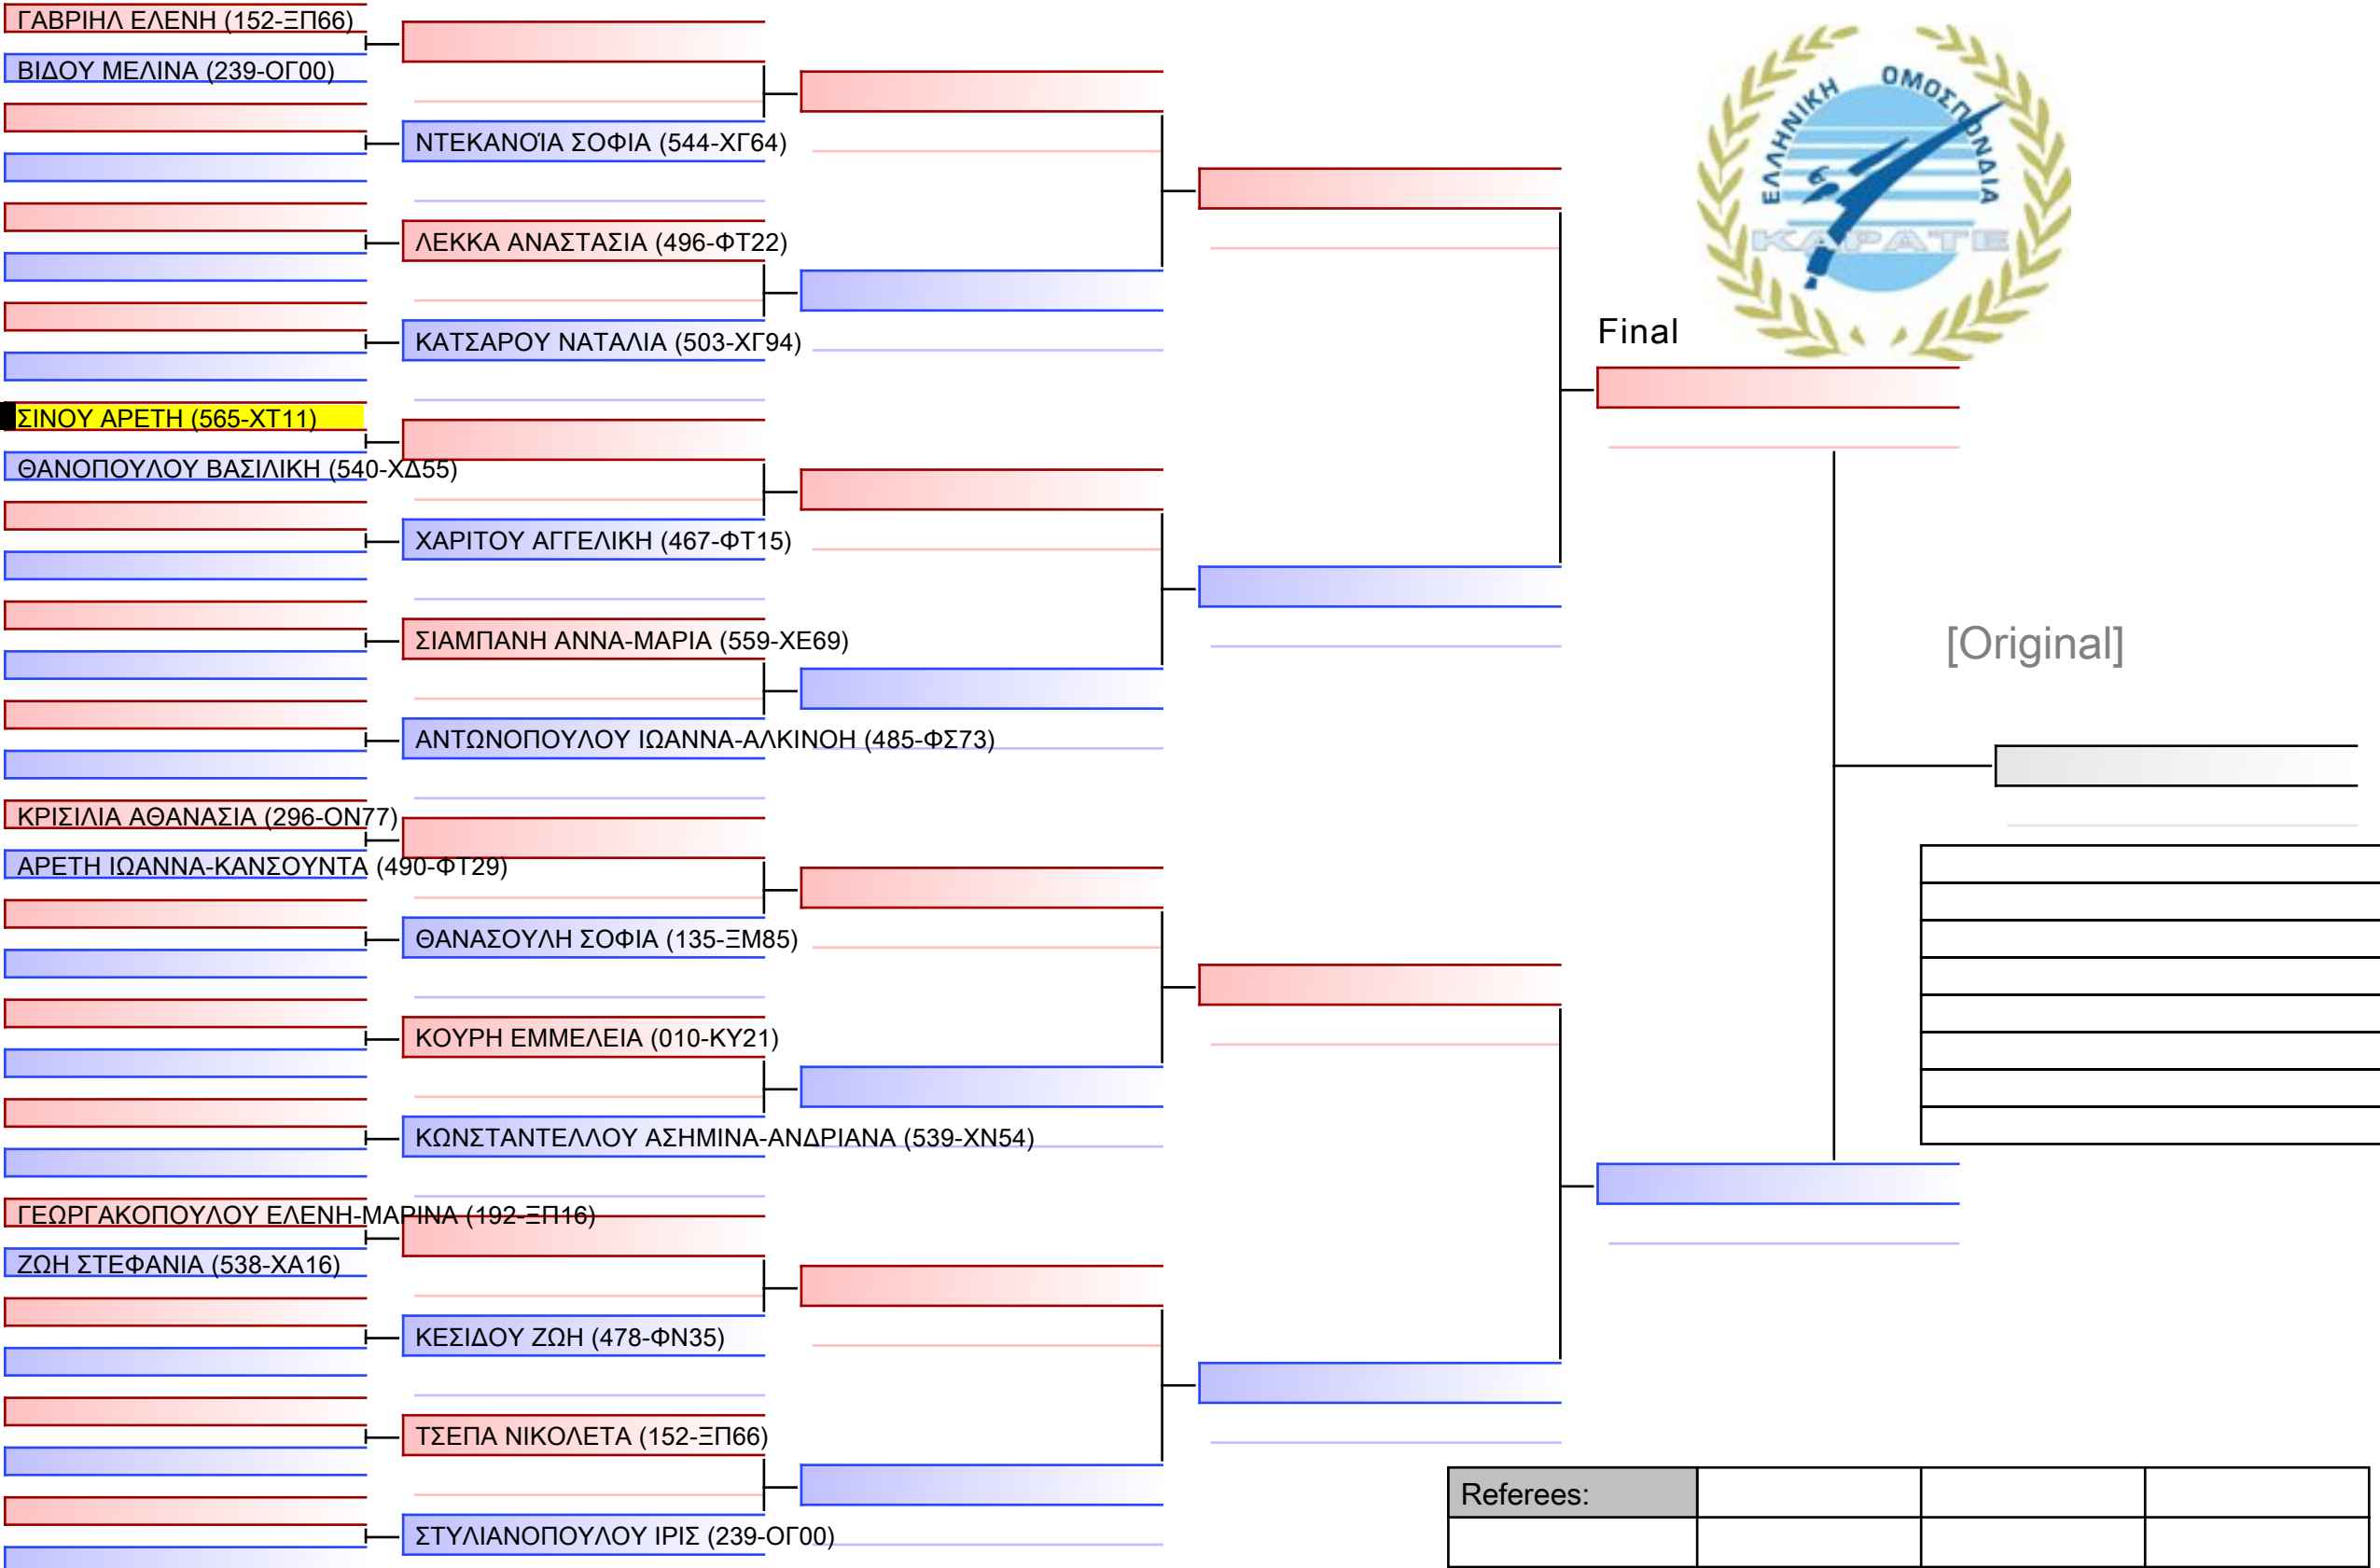 ΓΑΒΡΙΗΛ ΕΛΕΝΗ (152-ΞΠ66)
ΒΙΔΟΥ ΜΕΛΙΝΑ (239-ΟΓ00)
ΝΤΕΚΑΝΟΪΑ ΣΟΦΙΑ (544-ΧΓ64)
ΛΕΚΚΑ ΑΝΑΣΤΑΣΙΑ (496-ΦΤ22)
ΚΑΤΣΑΡΟΥ ΝΑΤΑΛΙΑ (503-ΧΓ94)
ΣΙΝΟΥ ΑΡΕΤΗ (565-ΧΤ11)
ΘΑΝΟΠΟΥΛΟΥ ΒΑΣΙΛΙΚΗ (540-ΧΔ55)
ΧΑΡΙΤΟΥ ΑΓΓΕΛΙΚΗ (467-ΦΤ15)
ΣΙΑΜΠΑΝΗ ΑΝΝΑ-ΜΑΡΙΑ (559-ΧΕ69)
ΑΝΤΩΝΟΠΟΥΛΟΥ ΙΩΑΝΝΑ-ΑΛΚΙΝΟΗ (485-ΦΣ73)
ΚΡΙΣΙΛΙΑ ΑΘΑΝΑΣΙΑ (296-ΟΝ77)
ΑΡΕΤΗ ΙΩΑΝΝΑ-ΚΑΝΣΟΥΝΤΑ (490-ΦΤ29)
ΘΑΝΑΣΟΥΛΗ ΣΟΦΙΑ (135-ΞΜ85)
ΚΟΥΡΗ ΕΜΜΕΛΕΙΑ (010-ΚΥ21)
ΚΩΝΣΤΑΝΤΕΛΛΟΥ ΑΣΗΜΙΝΑ-ΑΝΔΡΙΑΝΑ (539-ΧΝ54)
ΓΕΩΡΓΑΚΟΠΟΥΛΟΥ ΕΛΕΝΗ-ΜΑΡΙΝΑ (192-ΞΠ16)
ΖΩΗ ΣΤΕΦΑΝΙΑ (538-ΧΑ16)
ΚΕΣΙΔΟΥ ΖΩΗ (478-ΦΝ35)
ΤΣΕΠΑ ΝΙΚΟΛΕΤΑ (152-ΞΠ66)
ΣΤΥΛΙΑΝΟΠΟΥΛΟΥ ΙΡΙΣ (239-ΟΓ00)
ΕΛΛΗΝΙΚΗ ΟΜΟΣΠΟΝΔΙΑ
ΚΑΡΑΤΕ
Final
[Original]
Referees: